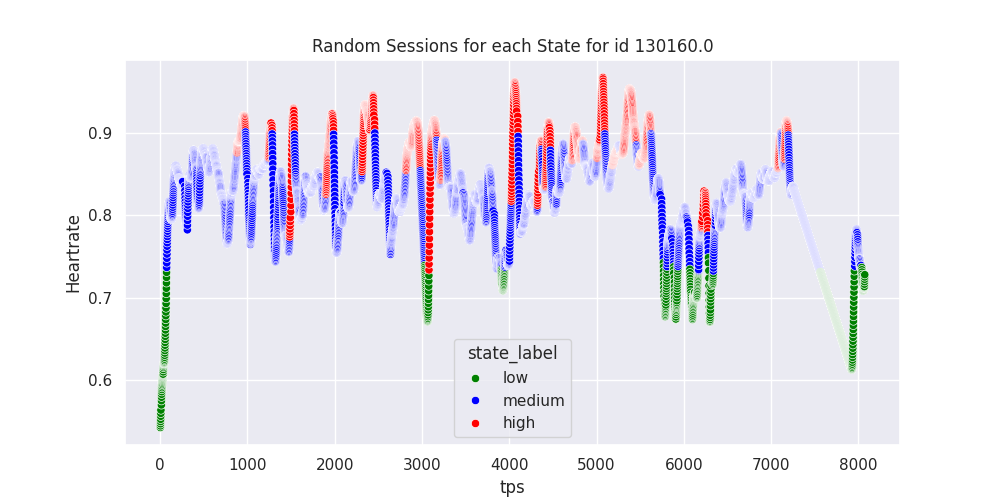 Random Sessions for each State for id 130160.0
Heartrate
0.9
0.8
0.7
0.6
state_label
low
medium
high
0 1000 2000 3000 4000 5000 6000 7000 8000
tps